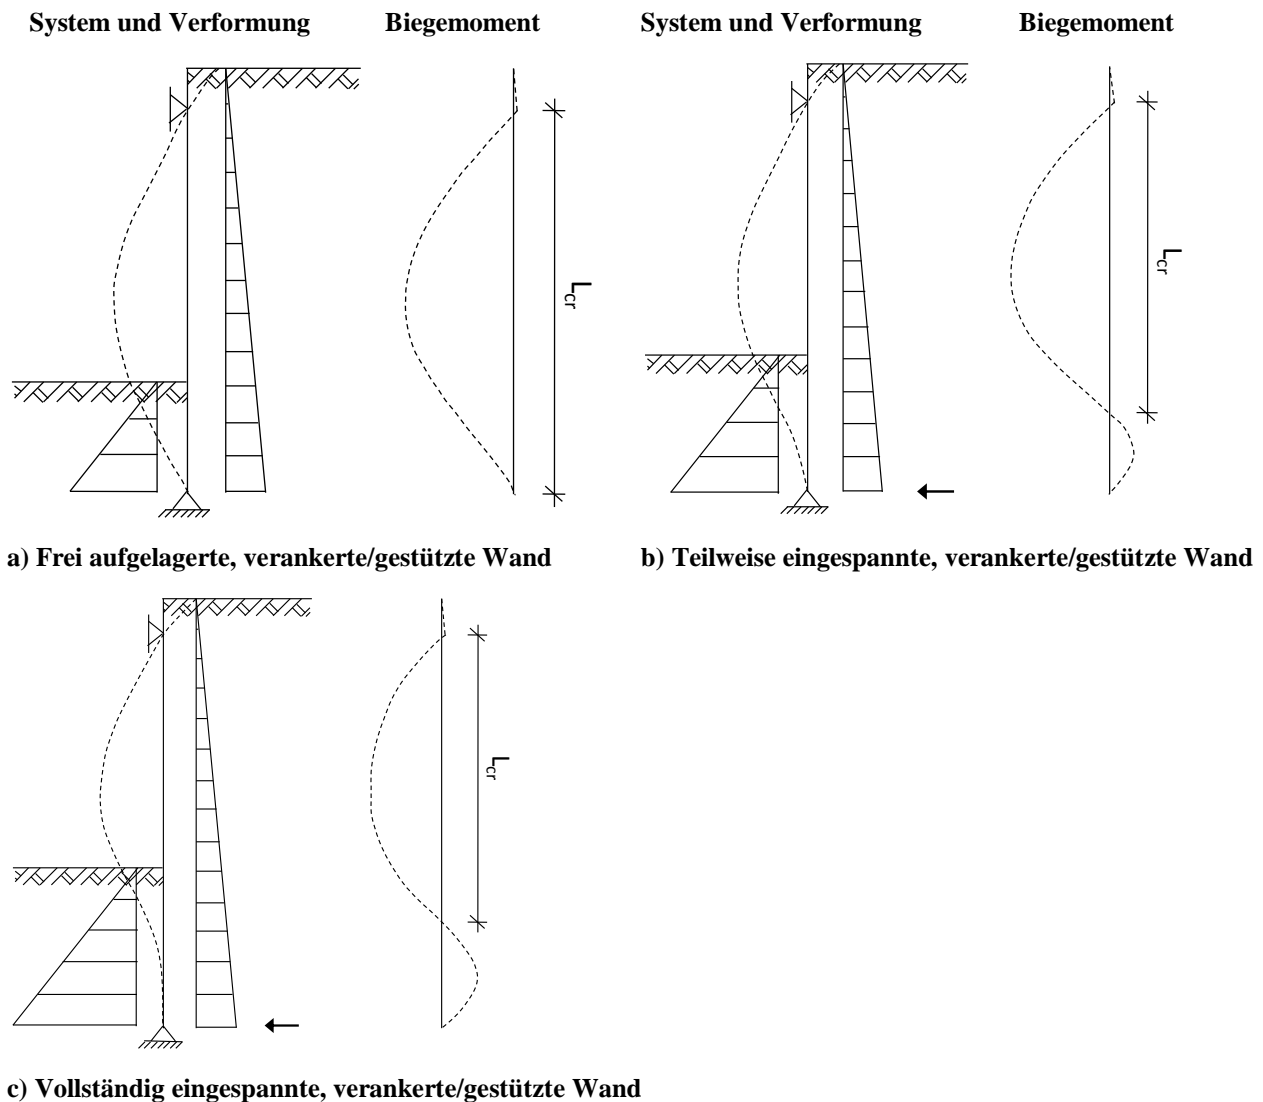 System und Verformung Biegemoment System und Verformung Biegemoment
Lcr
Lcr
a) Frei aufgelagerte, verankerte/gestützte Wand b) Teilweise eingespannte, verankerte/gestützte Wand
Lcr
c) Vollständig eingespannte, verankerte/gestützte Wand